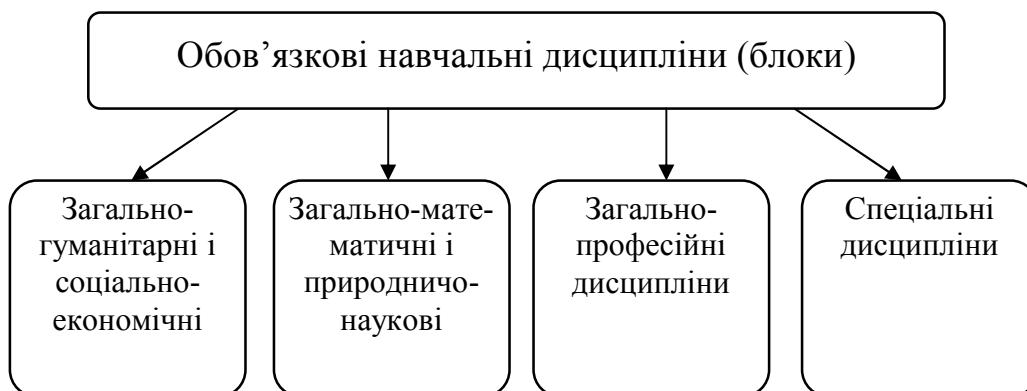 Обов’язкові навчальні дисципліни (блоки)
Загально-
гуманітарні і
соціально-
економічні
Загально-мате-
матичні і
природничо-
наукові
Загально-
професійні
дисципліни
Спеціальні
дисципліни